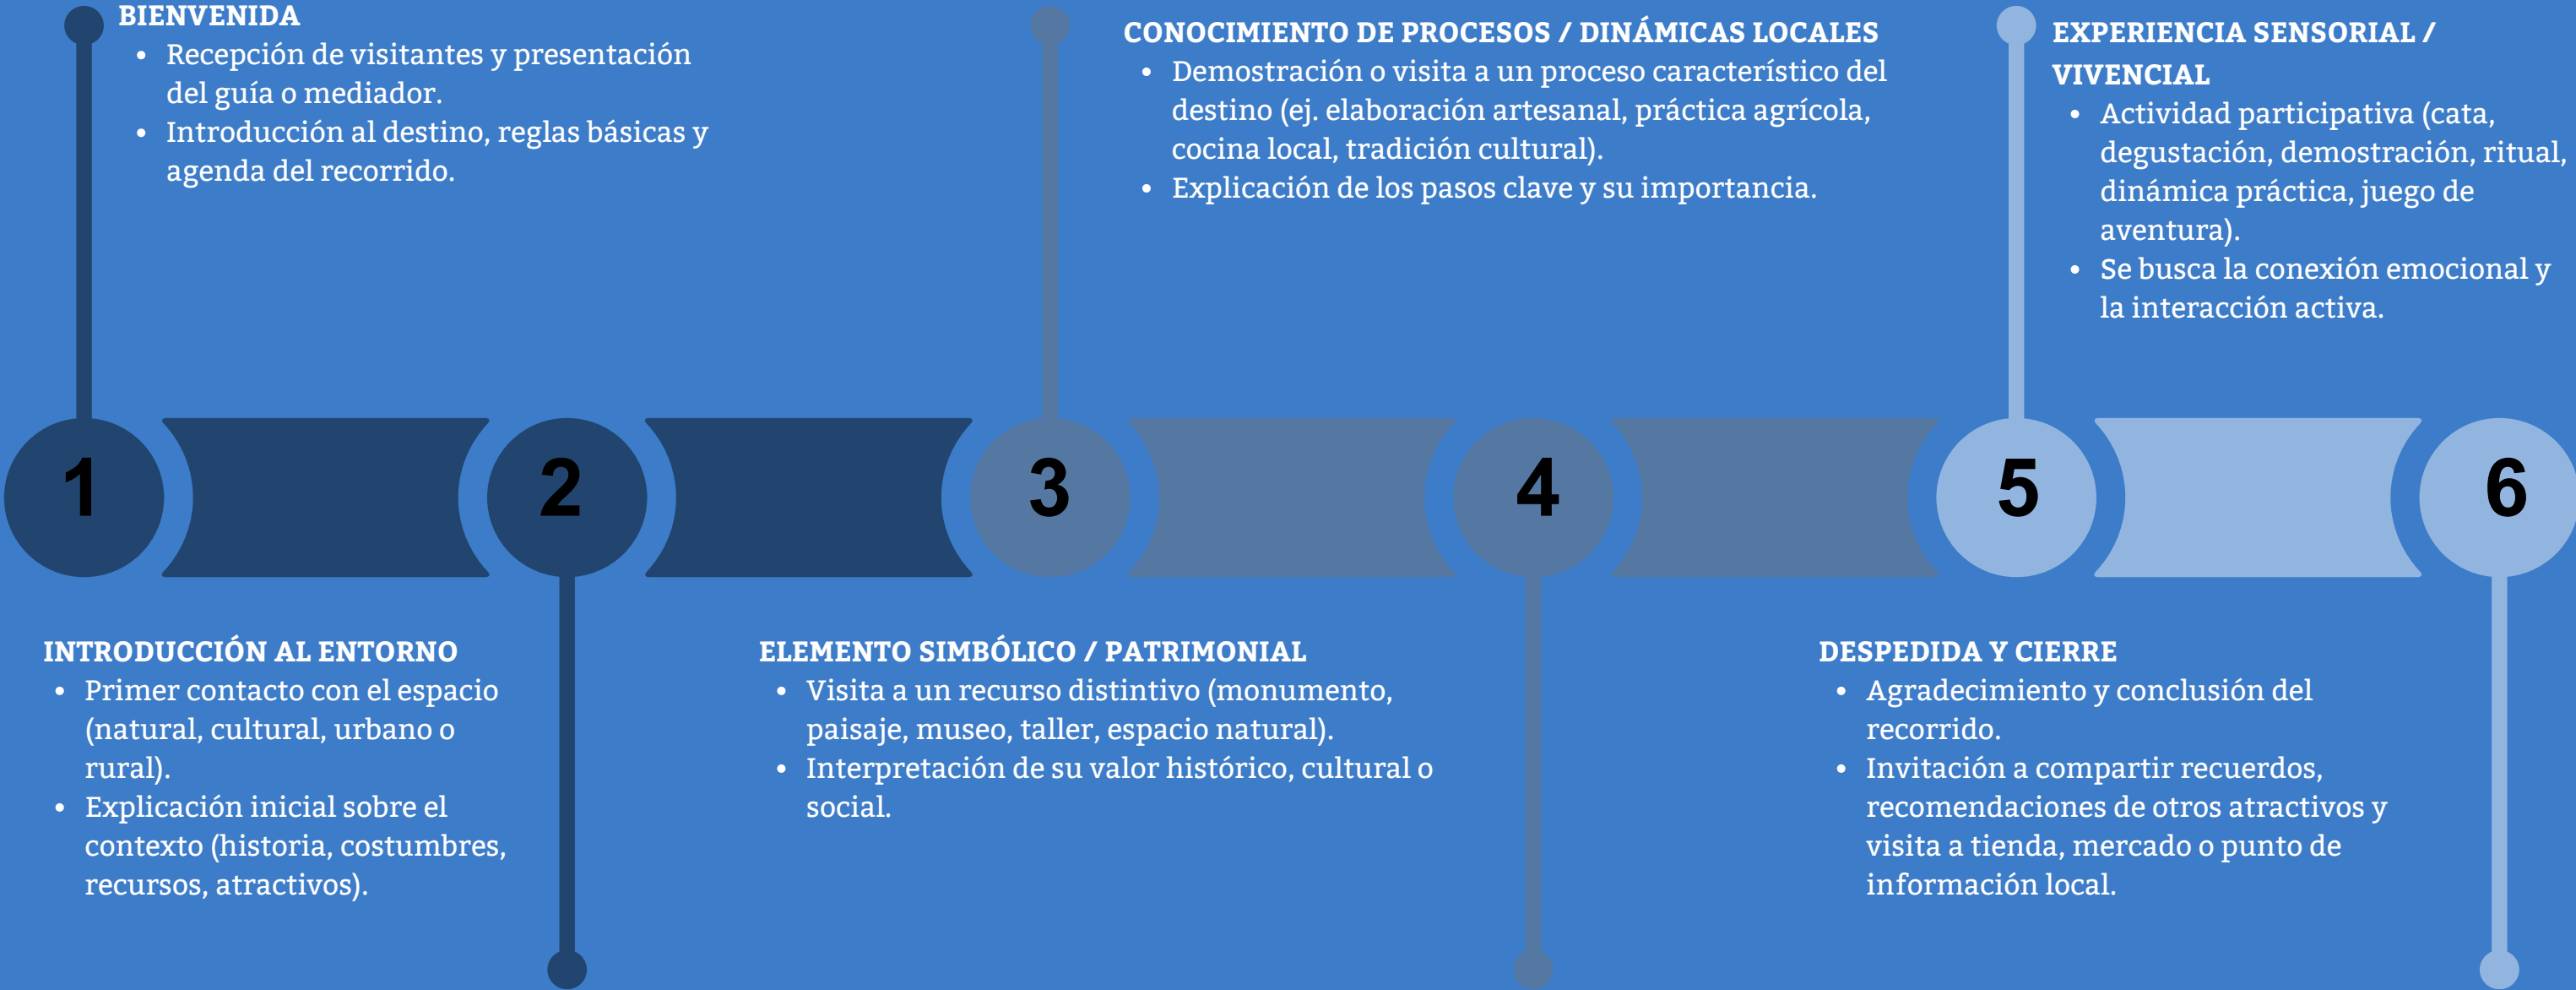 BIENVENIDA
• Recepción de visitantes y presentación
del guía o mediador.
• Introducción al destino, reglas básicas y
agenda del recorrido.
CONOCIMIENTO DE PROCESOS / DINÁMICAS LOCALES
• Demostración o visita a un proceso característico del
destino (ej. elaboración artesanal, práctica agrícola,
cocina local, tradición cultural).
• Explicación de los pasos clave y su importancia.
EXPERIENCIA SENSORIAL /
VIVENCIAL
• Actividad participativa (cata,
degustación, demostración, ritual,
dinámica práctica, juego de
aventura).
• Se busca la conexión emocional y
la interacción activa.
1
2
3
4
5
6
INTRODUCCIÓN AL ENTORNO
• Primer contacto con el espacio
(natural, cultural, urbano o
rural).
• Explicación inicial sobre el
contexto (historia, costumbres,
recursos, atractivos).
ELEMENTO SIMBÓLICO / PATRIMONIAL
• Visita a un recurso distintivo (monumento,
paisaje, museo, taller, espacio natural).
• Interpretación de su valor histórico, cultural o
social.
DESPEDIDA Y CIERRE
• Agradecimiento y conclusión del
recorrido.
• Invitación a compartir recuerdos,
recomendaciones de otros atractivos y
visita a tienda, mercado o punto de
información local.